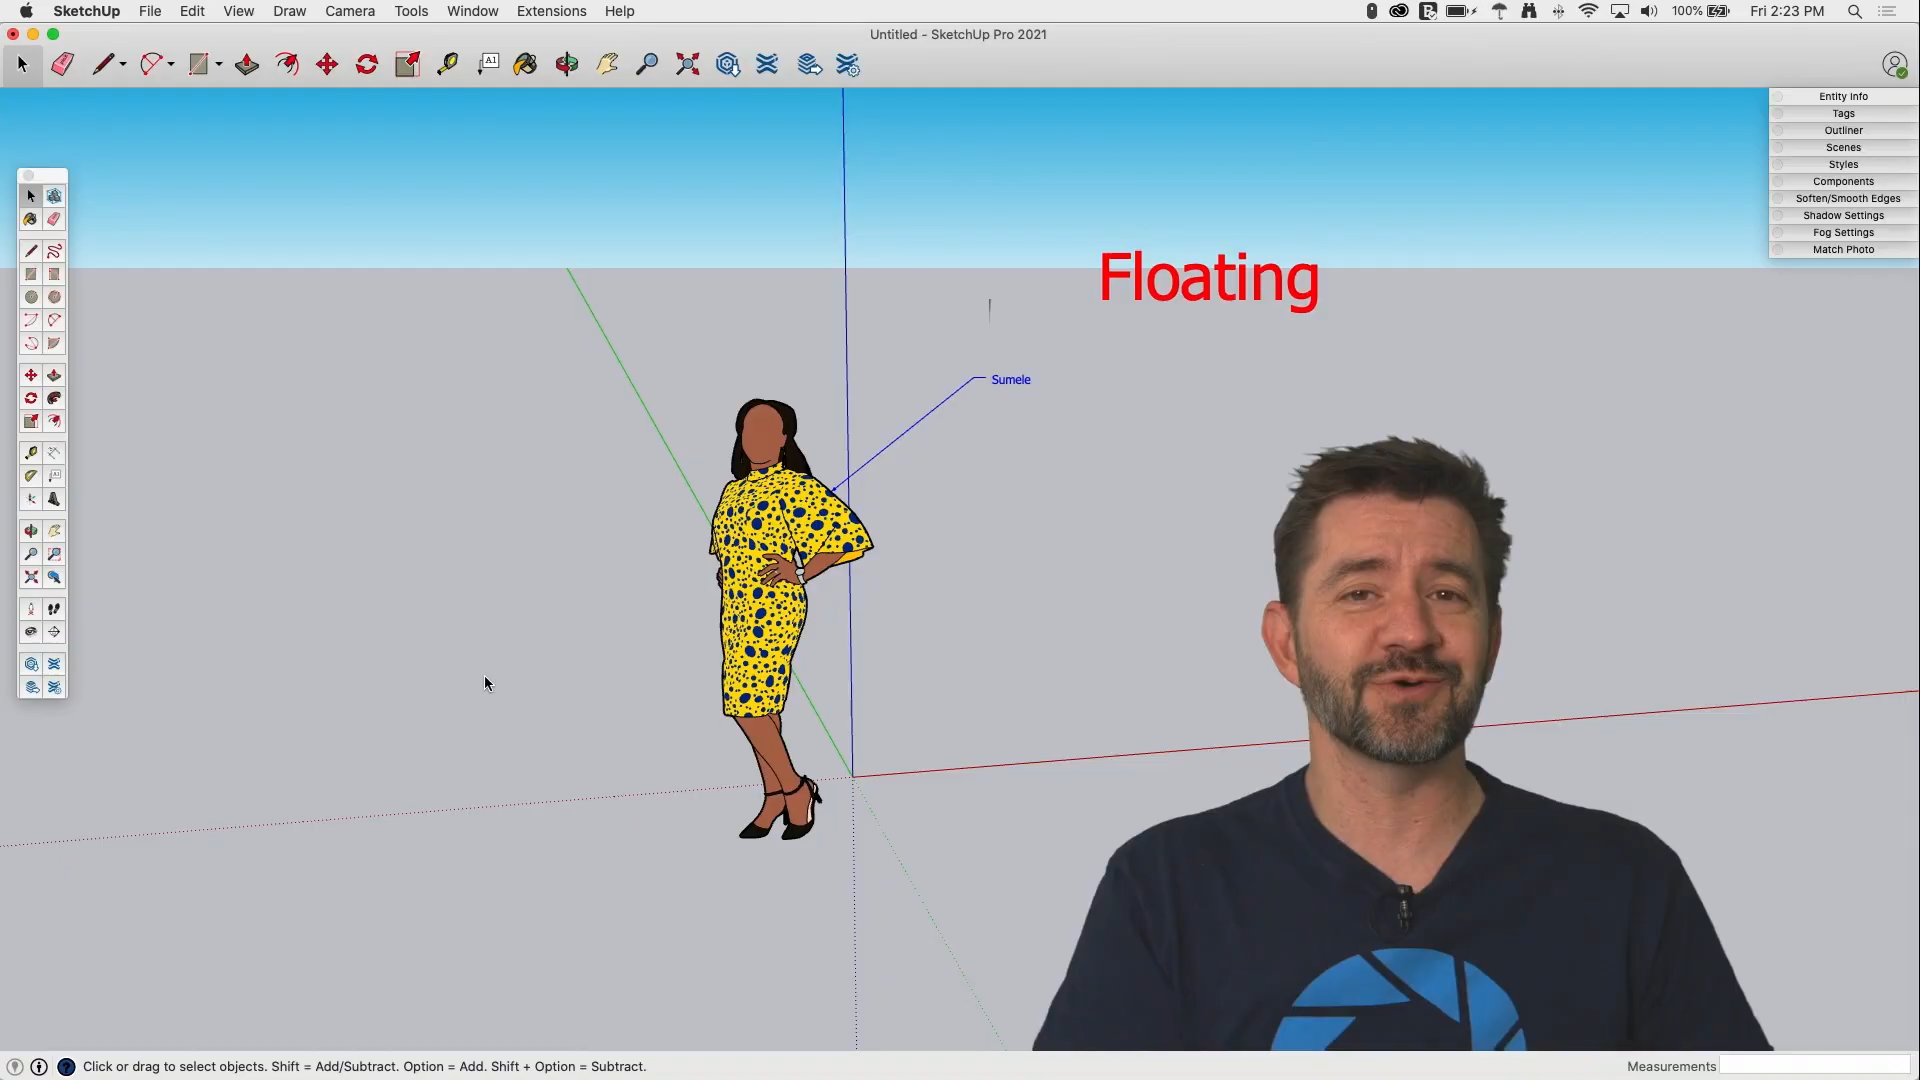 SketchUp File Edit View Draw Camera Tools Window Extensions Help
100% Fri 2:23 PM
Untitled - SketchUp Pro 2021
A1
Entity Info
Tags
Outliner
Scenes
Styles
Components
Soften/Smooth Edges
Shadow Settings
Fog Settings
Match Photo
Floating
Sumele
Click or drag to select objects. Shift = Add/Subtract. Option = Add. Shift + Option = Subtract.
Measurements